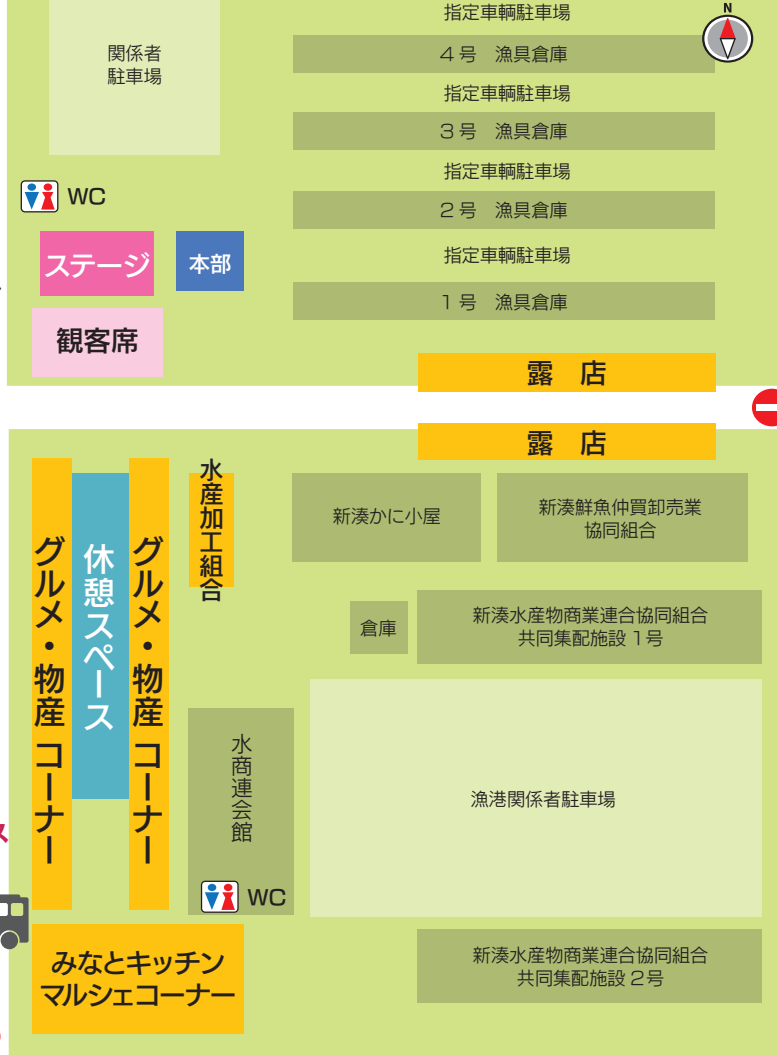 指定車輌駐車場
N
関係者
駐車場
4号 漁具倉庫
指定車輌駐車場
3号 漁具倉庫
指定車輌駐車場
WC
2号 漁具倉庫
ステージ
本部
指定車輌駐車場
1号 漁具倉庫
観客席
露 店
露 店
グルメ・物産コーナー
休憩スペース
グルメ・物産コーナー
水産加工組合
新湊かに小屋
新湊鮮魚仲買卸売業
協同組合
倉庫
新湊水産物商業連合協同組合
共同集配施設1号
水商連会館
漁港関係者駐車場
WC
みなとキッチン
マルシェコーナー
新湊水産物商業連合協同組合
共同集配施設2号